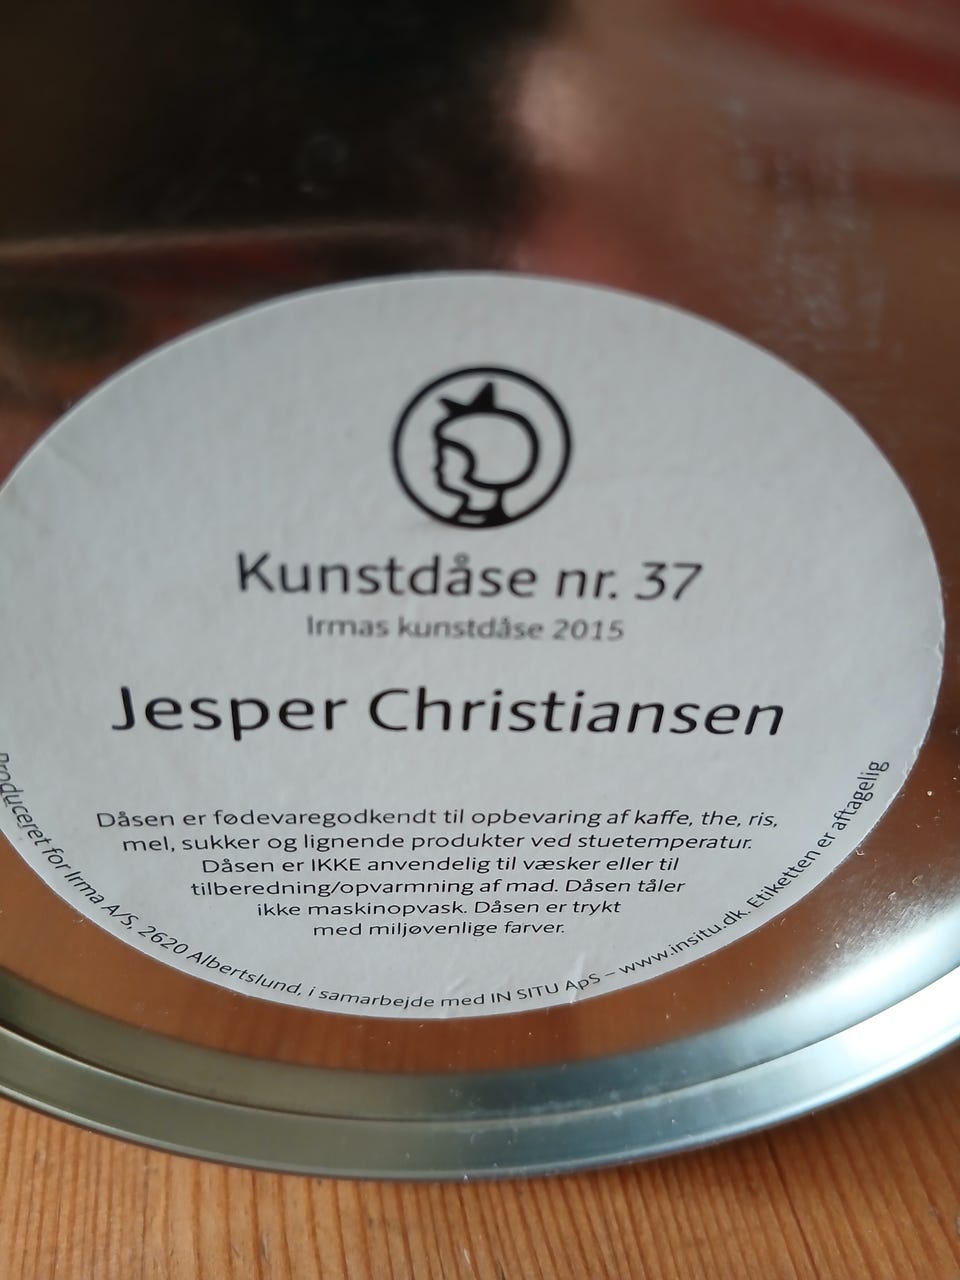 Kunstdåse nr. 37
Irmas kunstdåse 2015
Jesper Christiansen
Dåsen er fødevaregodkendt til opbevaring af kaffe, the, ris,
mel, sukker og lignende produkter ved stuetemperatur.
Dåsen er IKKE anvendelig til væsker eller til
tilberedning/opvarmning af mad. Dåsen tåler
ikke maskinopvask. Dåsen er trykt
med miljøvenlige farver.
Produceret for Irma A/S, 2620 Albertslund, i samarbejde med IN SITU ApS – www.insitu.dk. Etiketten er aftagelig